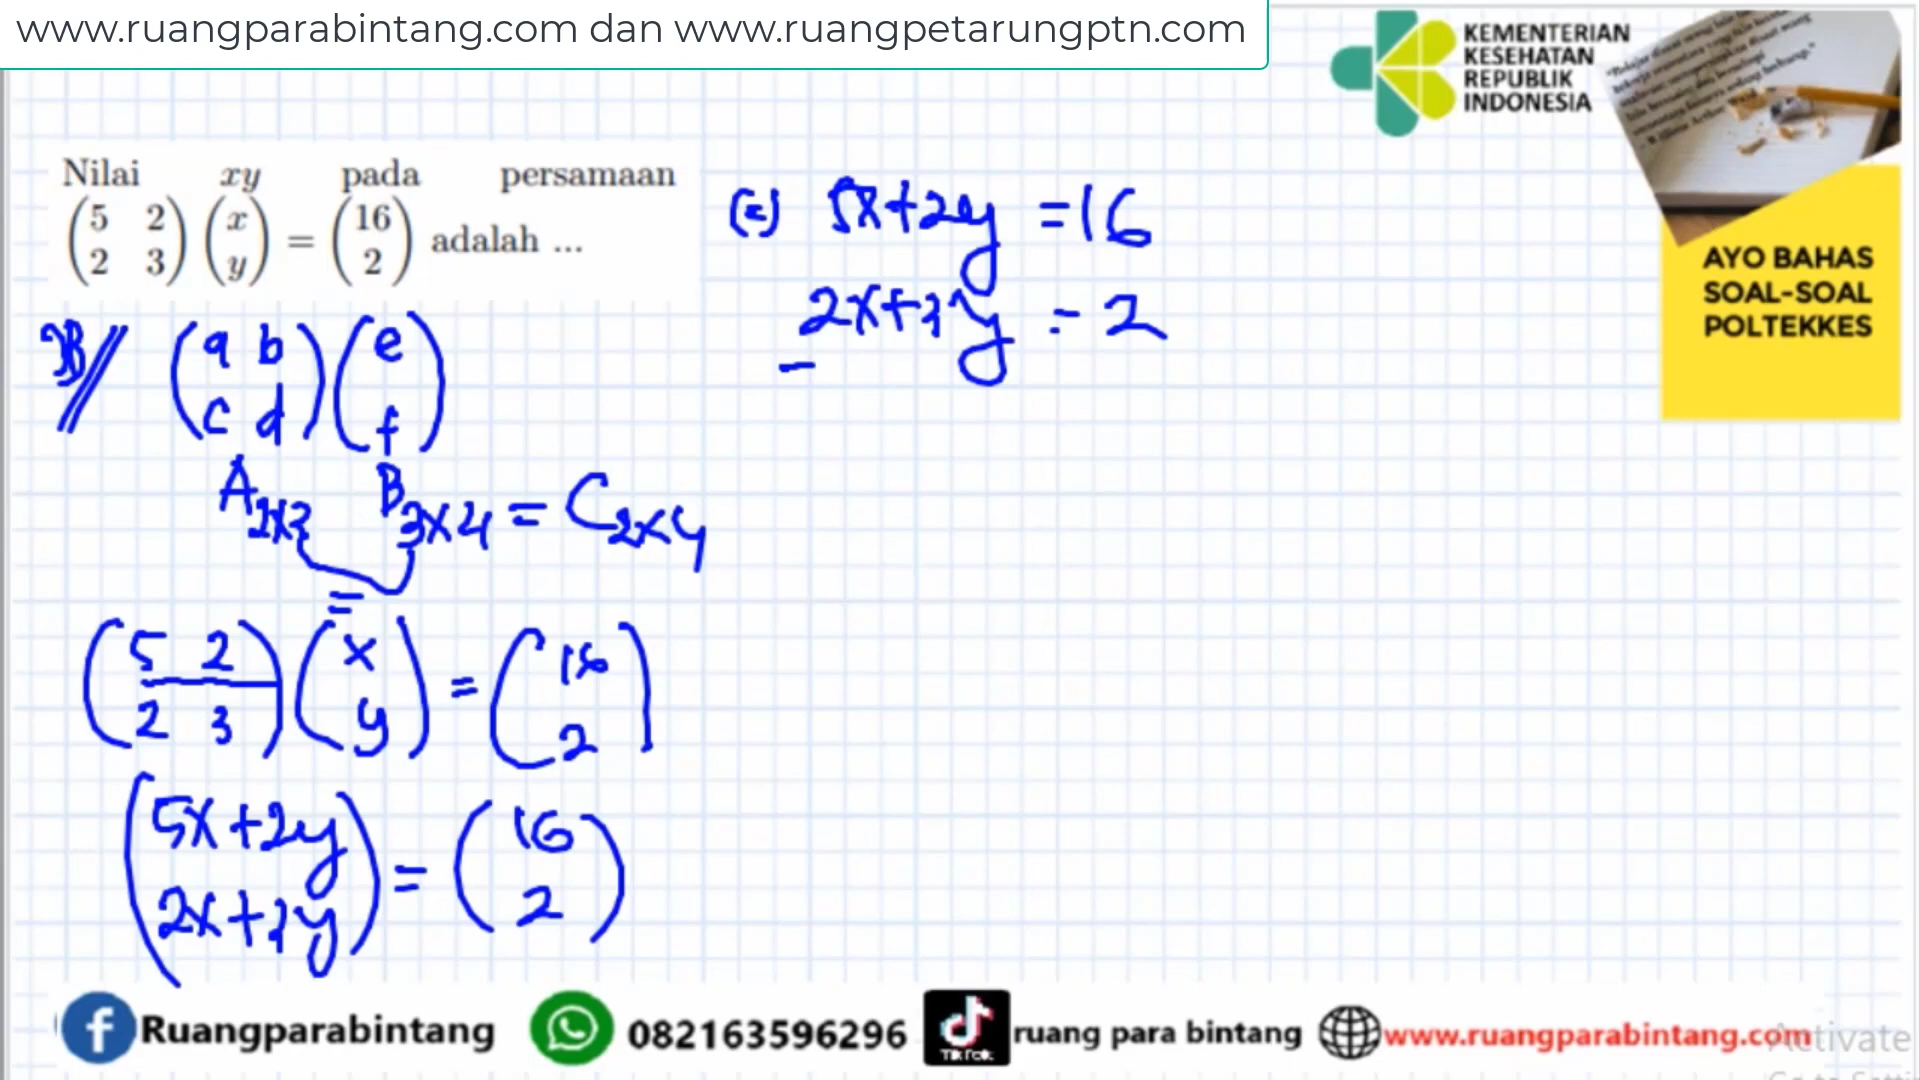 www.ruangparabintang.com dan www.ruangpetarungptn.com
KEMENTERIAN
KESEHATAN
REPUBLIK
INDONESIA
AYO BAHAS
SOAL-SOAL
POLTEKKES
Nilai xy pada persamaan
(5 2; 2 3) (x; y) = (16; 2) adalah ...
(a b; c d) (e; f)
A2x3 B3x4 = C2x4
=
(5 2; 2 3) (x; y) = (16; 2)
(5x+2y; 2x+3y) = (16; 2)
(=) 5x+2y = 16
2x+3y = 2
−
Ruangparabintang
082163596296
TikTok
ruang para bintang
www.ruangparabintang.com
Activate